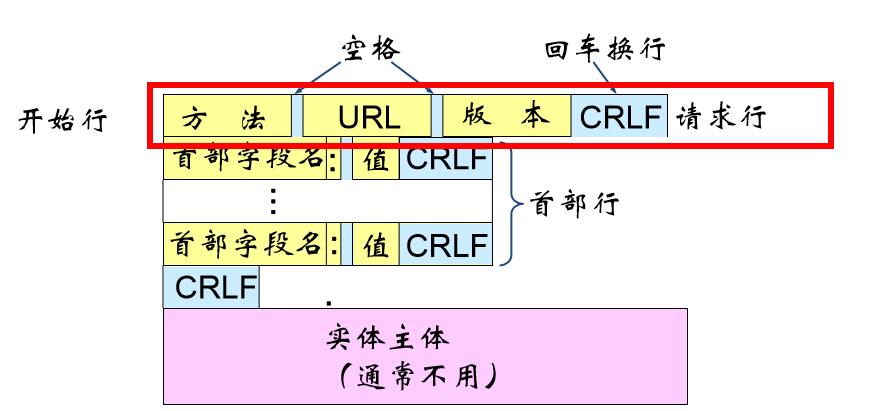 空格 回车换行
开始行 方 法 URL 版 本 CRLF 请求行
首部字段名: 值 CRLF
⋮ 首部行
首部字段名: 值 CRLF
CRLF .
实体主体
（通常不用）